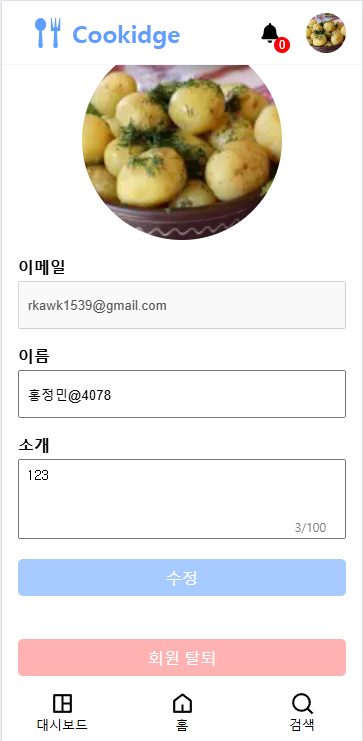 Cookidge
0
이메일
rkawk1539@gmail.com
이름
홍정민@4078
소개
123
3/100
수정
회원 탈퇴
대시보드
홈
검색